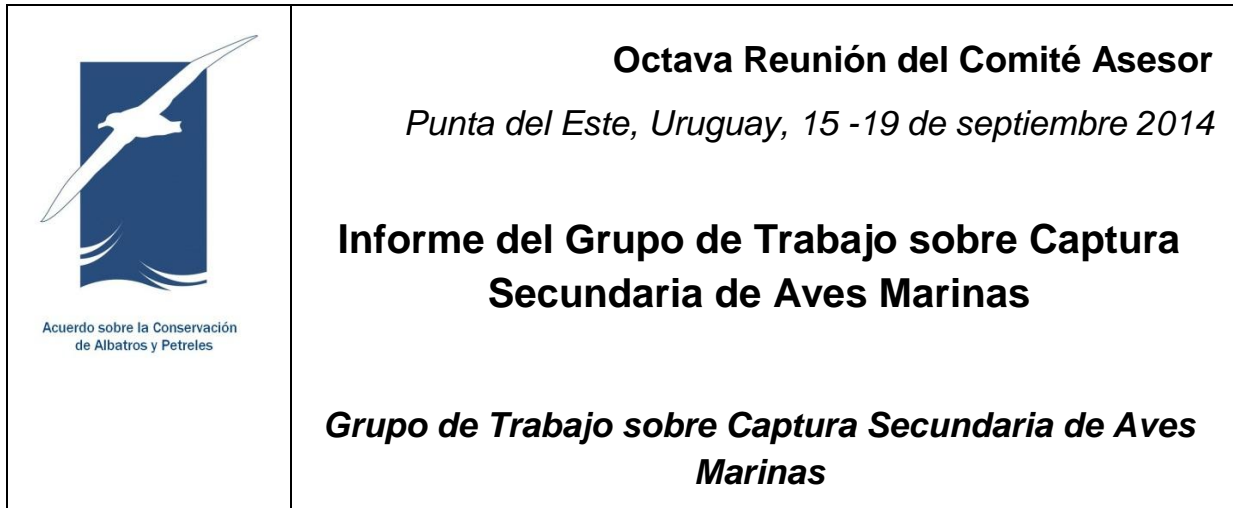 Acuerdo sobre la Conservación
de Albatros y Petreles
Octava Reunión del Comité Asesor
Punta del Este, Uruguay, 15 -19 de septiembre 2014
Informe del Grupo de Trabajo sobre Captura
Secundaria de Aves Marinas
Grupo de Trabajo sobre Captura Secundaria de Aves
Marinas